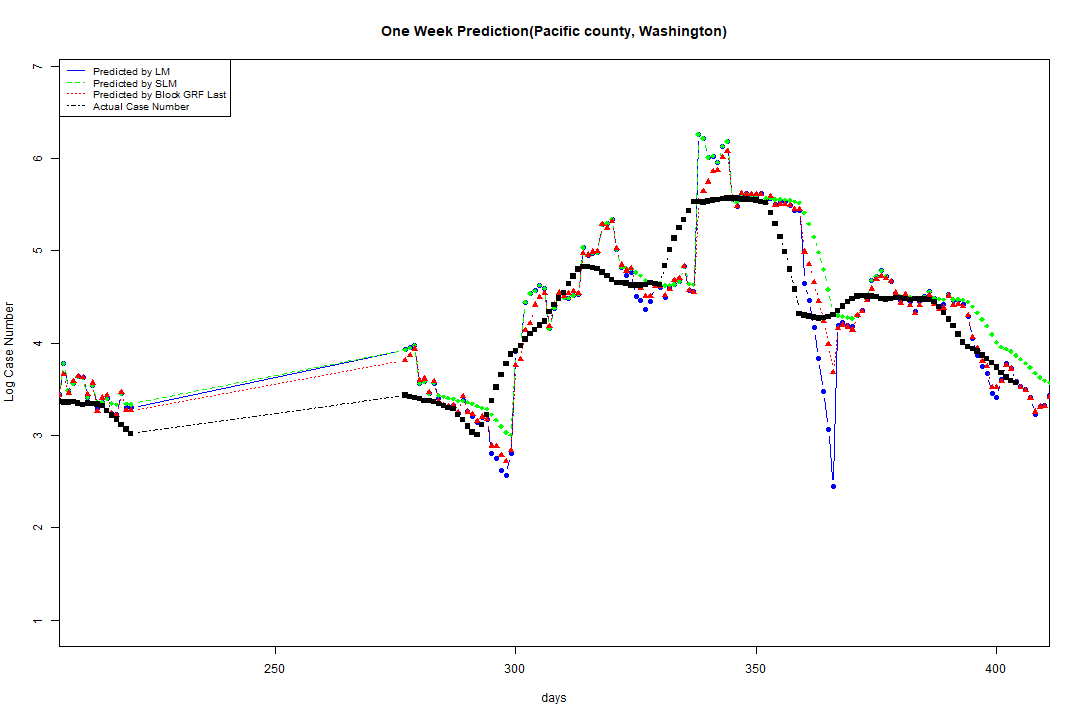 One Week Prediction(Pacific county, Washington)
Predicted by LM
Predicted by SLM
Predicted by Block GRF Last
Actual Case Number
7
6
5
4
3
2
1
Log Case Number
250
300
350
400
days